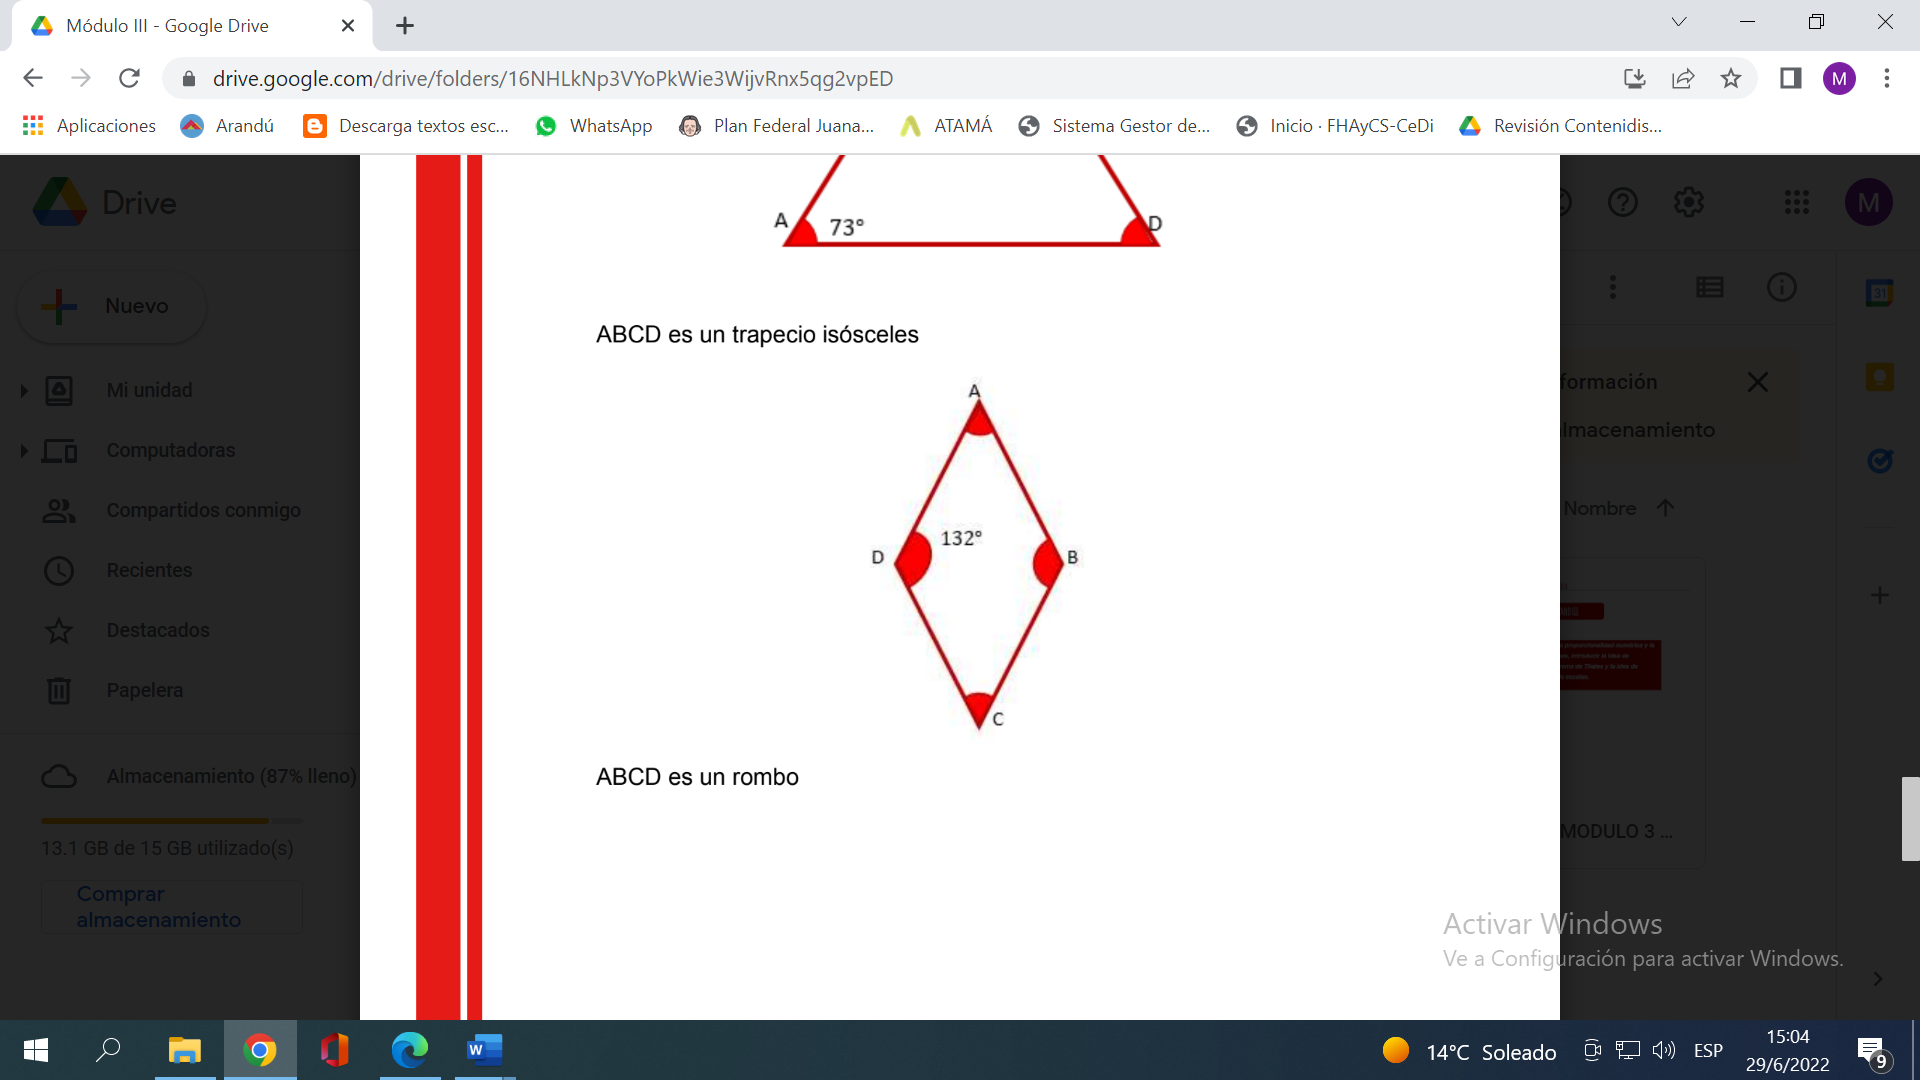 Módulo III - Google Drive
drive.google.com/drive/folders/16NHLkNp3VYoPkWie3WijvRnx5qg2vpED
M
Aplicaciones
Arandú
Descarga textos esc...
WhatsApp
Plan Federal Juana...
ATAMÁ
Sistema Gestor de...
Inicio · FHAyCS-CeDi
Revisión Contenidis...
Drive
M
Nuevo
Mi unidad
Computadoras
Compartidos conmigo
Recientes
Destacados
Papelera
Almacenamiento (87% lleno)
13.1 GB de 15 GB utilizado(s)
Comprar
almacenamiento
A
73°
D
ABCD es un trapecio isósceles
A
132°
D
B
C
ABCD es un rombo
31
formación
lmacenamiento
Nombre
MODULO 3 ...
Activar Windows
Ve a Configuración para activar Windows.
W
14°C Soleado
ESP
15:04
29/6/2022
9